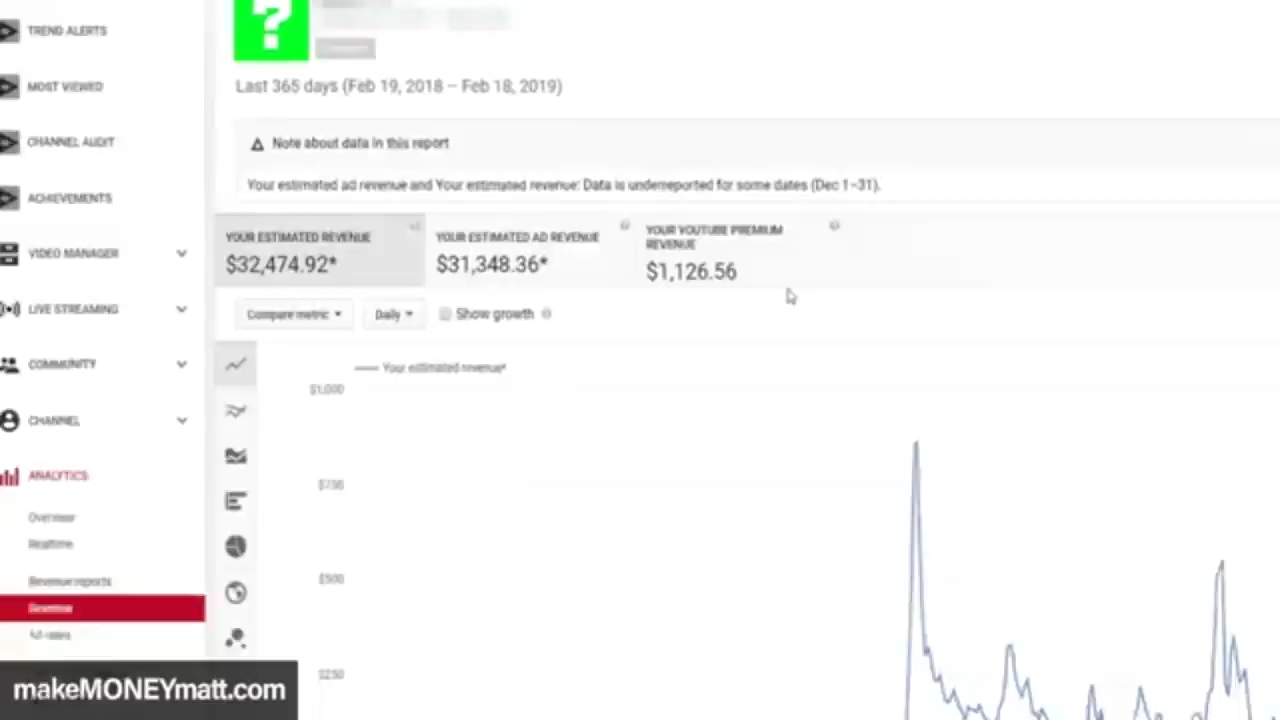 TREND ALERTS
MOST VIEWED
CHANNEL AUDIT
ACHIEVEMENTS
VIDEO MANAGER
LIVE STREAMING
COMMUNITY
CHANNEL
ANALYTICS
Overview
Realtime
Revenue reports
Revenue
Ad rates
makeMONEYmatt.com
?
Last 365 days (Feb 19, 2018 – Feb 18, 2019)
Note about data in this report
Your estimated ad revenue and Your estimated revenue: Data is underreported for some dates (Dec 1–31).
YOUR ESTIMATED REVENUE
$32,474.92*
YOUR ESTIMATED AD REVENUE
$31,348.36*
YOUR YOUTUBE PREMIUM
REVENUE
$1,126.56
Compare metric Daily Show growth
Your estimated revenue*
$1,000
$750
$500
$250